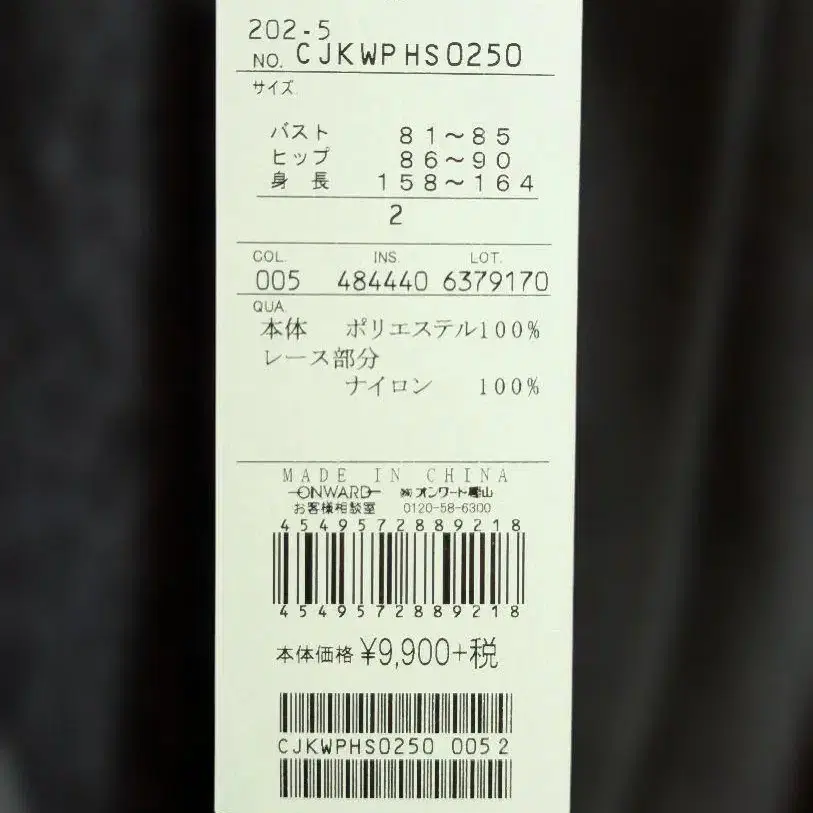 202-5
NO. CJKWPHS0250
サイズ
バスト 81～85
ヒップ 86～90
身長 158～164
2
COL. INS. LOT.
005 484440 6379170
QUA.
本体 ポリエステル100%
レース部分
ナイロン 100%
MADE IN CHINA
ONWARD ㈱オンワード樫山
お客様相談室 0120-58-6300
4549572889218
4549572889218
本体価格 ¥9,900+税
CJKWPHS0250 0052